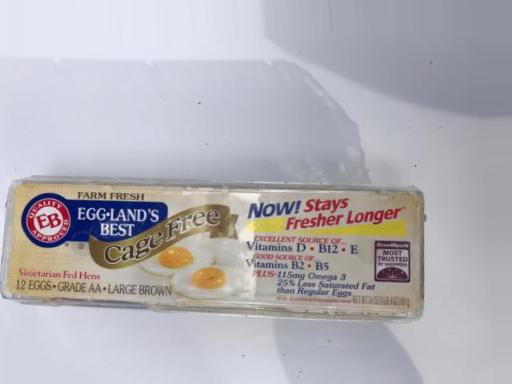 FARM FRESH
QUALITY
EB
APPROVED
EGG·LAND'S
BEST
Cage Free
Vegetarian Fed Hens
12 EGGS • GRADE AA • LARGE BROWN
NOW! Stays
Fresher Longer
EXCELLENT SOURCE OF...
Vitamins D • B12 • E
GOOD SOURCE OF
Vitamins B2 • B5
PLUS-115mg Omega 3
25% Less Saturated Fat
than Regular Eggs
MOST
TRUSTED